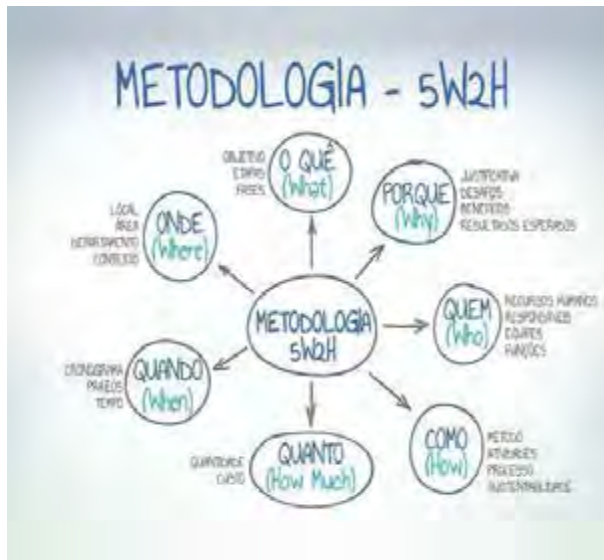 METODOLOGIA - 5W2H
OBJETIVO
ETAPAS
FASES
O QUÊ
(What)
PORQUE
(Why)
JUSTIFICATIVA
DESAFIOS
BENEFÍCIOS
RESULTADOS ESPERADOS
LOCAL
ÁREA
DEPARTAMENTO
CONTEXTO
ONDE
(Where)
METODOLOGIA
5W2H
QUEM
(Who)
RECURSOS HUMANOS
RESPONSÁVEIS
EQUIPES
FUNÇÕES
CRONOGRAMA
PRAZOS
TEMPO
QUANDO
(When)
QUANTIDADE
CUSTO
QUANTO
(How Much)
COMO
(How)
MÉTODO
ATIVIDADES
PROCESSO
SUSTENTABILIDADE